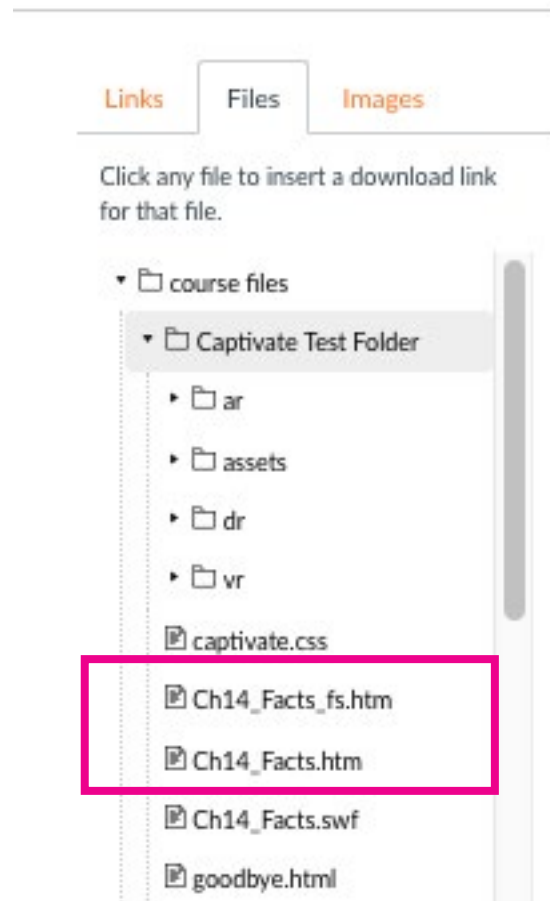 Links Files Images
Click any file to insert a download link
for that file.
course files
Captivate Test Folder
ar
assets
dr
vr
captivate.css
Ch14_Facts_fs.htm
Ch14_Facts.htm
Ch14_Facts.swf
goodbye.html